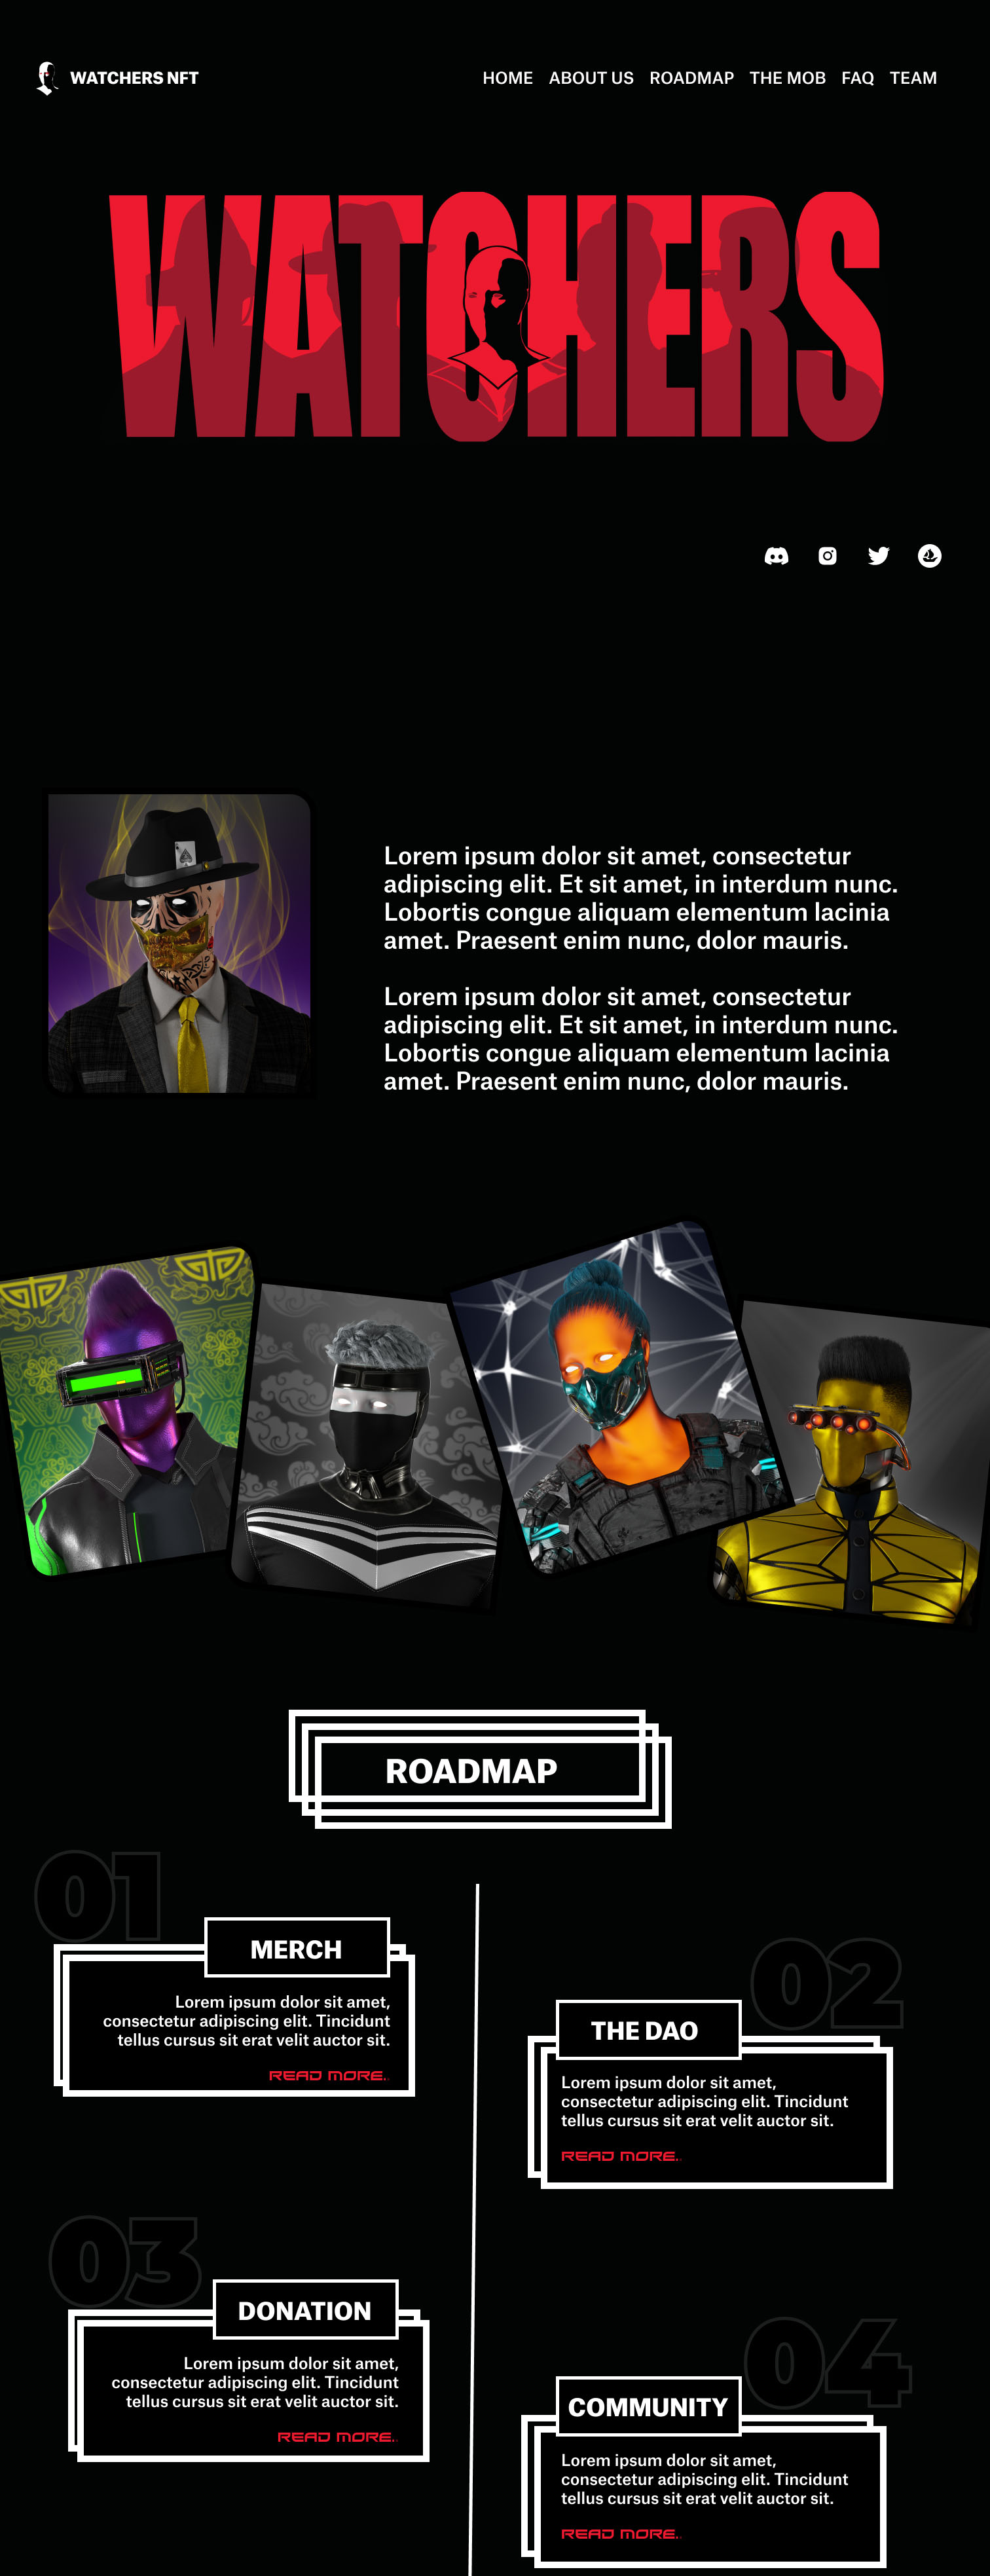 WATCHERS NFT
HOME ABOUT US ROADMAP THE MOB FAQ TEAM
WATCHERS
Lorem ipsum dolor sit amet, consectetur
adipiscing elit. Et sit amet, in interdum nunc.
Lobortis congue aliquam elementum lacinia
amet. Praesent enim nunc, dolor mauris.
Lorem ipsum dolor sit amet, consectetur
adipiscing elit. Et sit amet, in interdum nunc.
Lobortis congue aliquam elementum lacinia
amet. Praesent enim nunc, dolor mauris.
ROADMAP
01
MERCH
Lorem ipsum dolor sit amet,
consectetur adipiscing elit. Tincidunt
tellus cursus sit erat velit auctor sit.
READ MORE..
02
THE DAO
Lorem ipsum dolor sit amet,
consectetur adipiscing elit. Tincidunt
tellus cursus sit erat velit auctor sit.
READ MORE..
03
DONATION
Lorem ipsum dolor sit amet,
consectetur adipiscing elit. Tincidunt
tellus cursus sit erat velit auctor sit.
READ MORE..
04
COMMUNITY
Lorem ipsum dolor sit amet,
consectetur adipiscing elit. Tincidunt
tellus cursus sit erat velit auctor sit.
READ MORE..